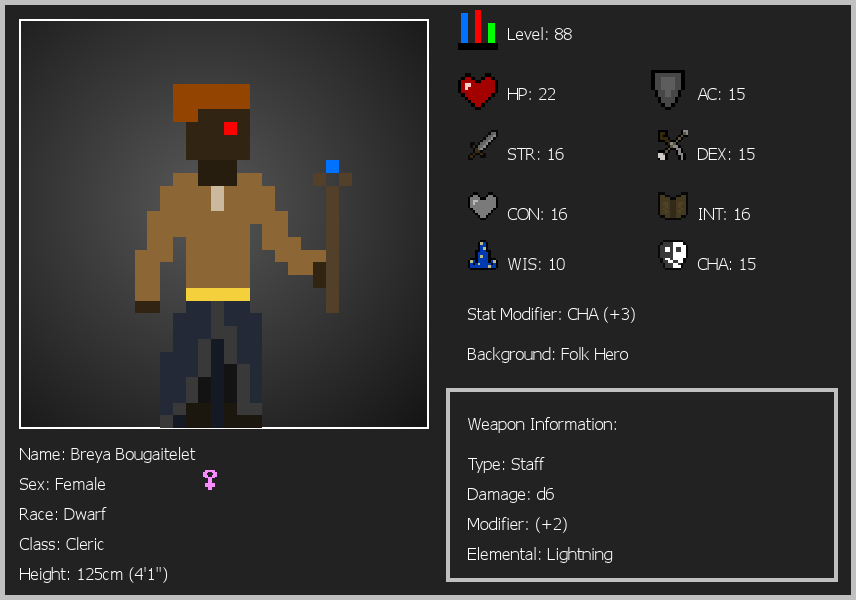 Level: 88
HP: 22
AC: 15
STR: 16
DEX: 15
CON: 16
INT: 16
WIS: 10
CHA: 15
Stat Modifier: CHA (+3)
Background: Folk Hero
Weapon Information:
Type: Staff
Damage: d6
Modifier: (+2)
Elemental: Lightning
Name: Breya Bougaitelet
Sex: Female
Race: Dwarf
Class: Cleric
Height: 125cm (4'1")